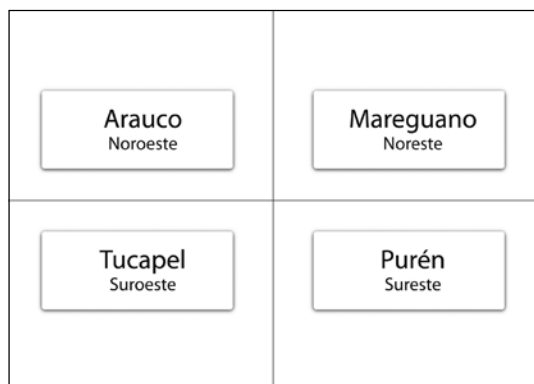 Arauco
Noroeste
Mareguano
Noreste
Tucapel
Suroeste
Purén
Sureste